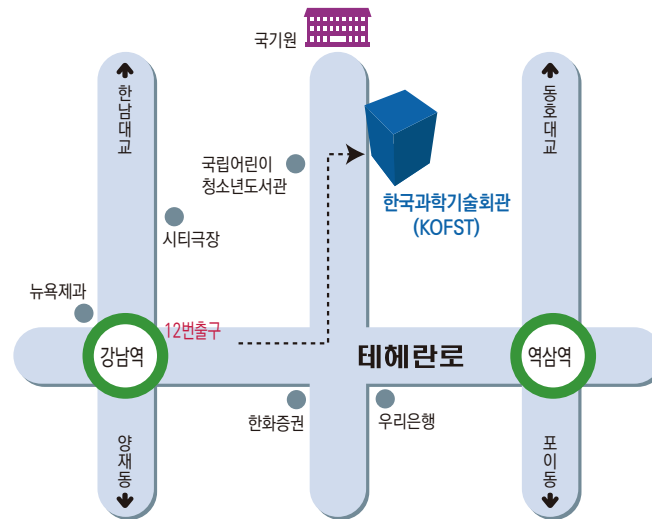 국기원
한남대교
동호대교
국립어린이
청소년도서관
한국과학기술회관
(KOFST)
시티극장
뉴욕제과
12번출구
강남역
테헤란로
역삼역
한화증권
우리은행
양재동
포이동